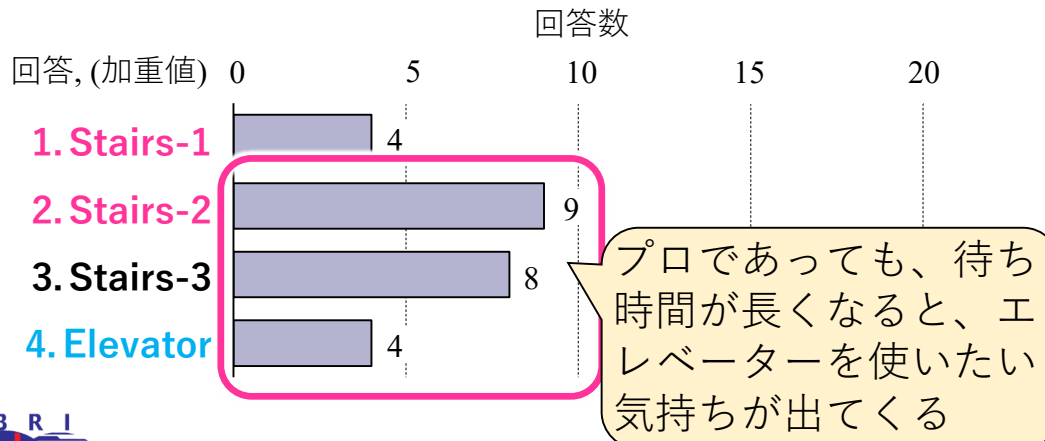 回答数
回答, (加重値) 0 5 10 15 20
1. Stairs-1 4
2. Stairs-2 9
3. Stairs-3 8
4. Elevator 4
プロであっても、待ち
時間が長くなると、エ
レベーターを使いたい
気持ちが出てくる
B R I